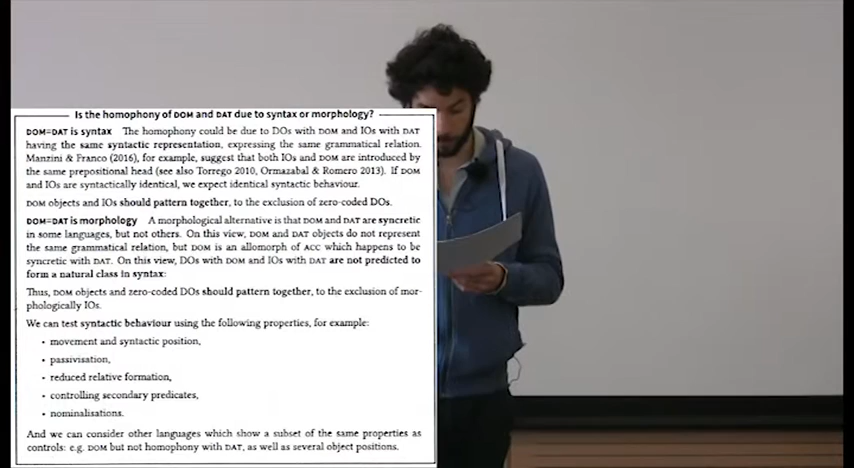 Is the homophony of DOM and DAT due to syntax or morphology?
DOM=DAT is syntax The homophony could be due to DOs with DOM and IOs with DAT
having the same syntactic representation, expressing the same grammatical relation.
Manzini & Franco (2016), for example, suggest that both IOs and DOM are introduced by
the same prepositional head (see also Torrego 2010, Ormazabal & Romero 2013). If DOM
and IOs are syntactically identical, we expect identical syntactic behaviour.
DOM objects and IOs should pattern together, to the exclusion of zero-coded DOs.
DOM=DAT is morphology A morphological alternative is that DOM and DAT are syncretic
in some languages, but not others. On this view, DOM and DAT objects do not represent
the same grammatical relation, but DOM is an allomorph of ACC which happens to be
syncretic with DAT. On this view, DOs with DOM and IOs with DAT are not predicted to
form a natural class in syntax:
Thus, DOM objects and zero-coded DOs should pattern together, to the exclusion of mor-
phologically IOs.
We can test syntactic behaviour using the following properties, for example:
• movement and syntactic position,
• passivisation,
• reduced relative formation,
• controlling secondary predicates,
• nominalisations.
And we can consider other languages which show a subset of the same properties as
controls: e.g. DOM but not homophony with DAT, as well as several object positions.